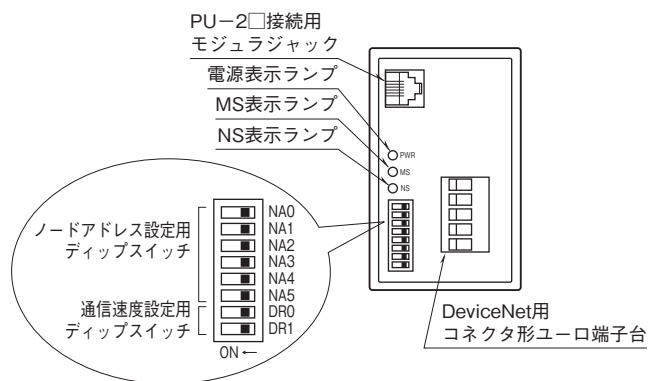 PU－2□接続用
モジュラジャック
電源表示ランプ
MS表示ランプ
NS表示ランプ
PWR
MS
NS
ノードアドレス設定用
ディップスイッチ
NA0
NA1
NA2
NA3
NA4
NA5
通信速度設定用
ディップスイッチ
DR0
DR1
ON←
DeviceNet用
コネクタ形ユーロ端子台